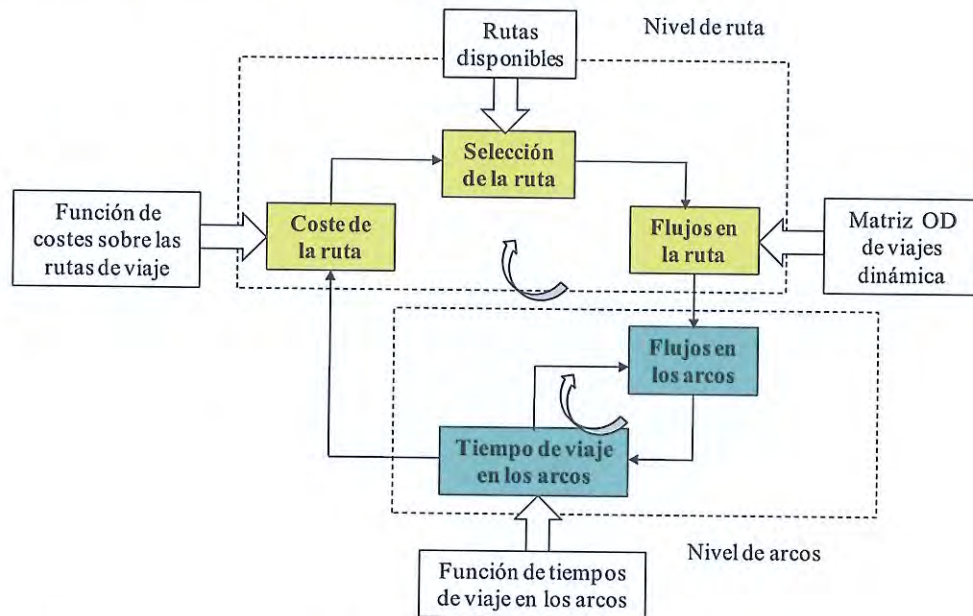 Rutas
disponibles
Nivel de ruta
Selección
de la ruta
Función de
costes sobre las
rutas de viaje
Coste de
la ruta
Flujos en
la ruta
Matriz OD
de viajes
dinámica
Flujos en
los arcos
Tiempo de viaje
en los arcos
Nivel de arcos
Función de tiempos
de viaje en los arcos